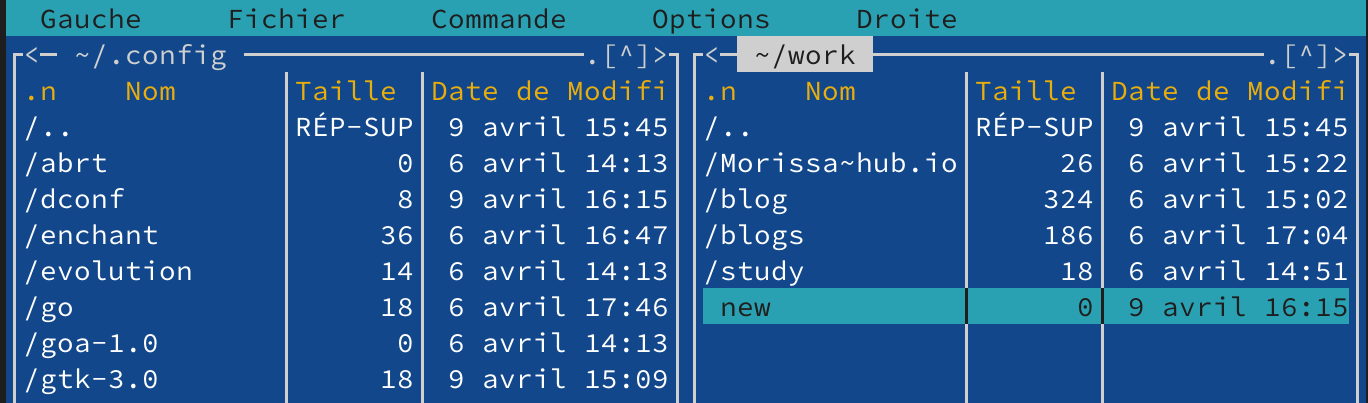 Gauche Fichier Commande Options Droite
<─ ~/.config ─.[^]> <─ ~/work ─.[^]>
.n Nom Taille Date de Modifi .n Nom Taille Date de Modifi
/.. RÉP-SUP 9 avril 15:45 /.. RÉP-SUP 9 avril 15:45
/abrt 0 6 avril 14:13 /Morissa~hub.io 26 6 avril 15:22
/dconf 8 9 avril 16:15 /blog 324 6 avril 15:02
/enchant 36 6 avril 16:47 /blogs 186 6 avril 17:04
/evolution 14 6 avril 14:13 /study 18 6 avril 14:51
/go 18 6 avril 17:46 new 0 9 avril 16:15
/goa-1.0 0 6 avril 14:13
/gtk-3.0 18 9 avril 15:09